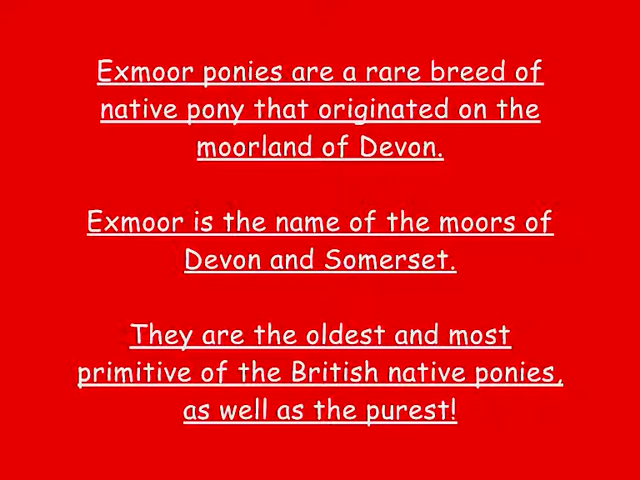 Exmoor ponies are a rare breed of
native pony that originated on the
moorland of Devon.
Exmoor is the name of the moors of
Devon and Somerset.
They are the oldest and most
primitive of the British native ponies,
as well as the purest!